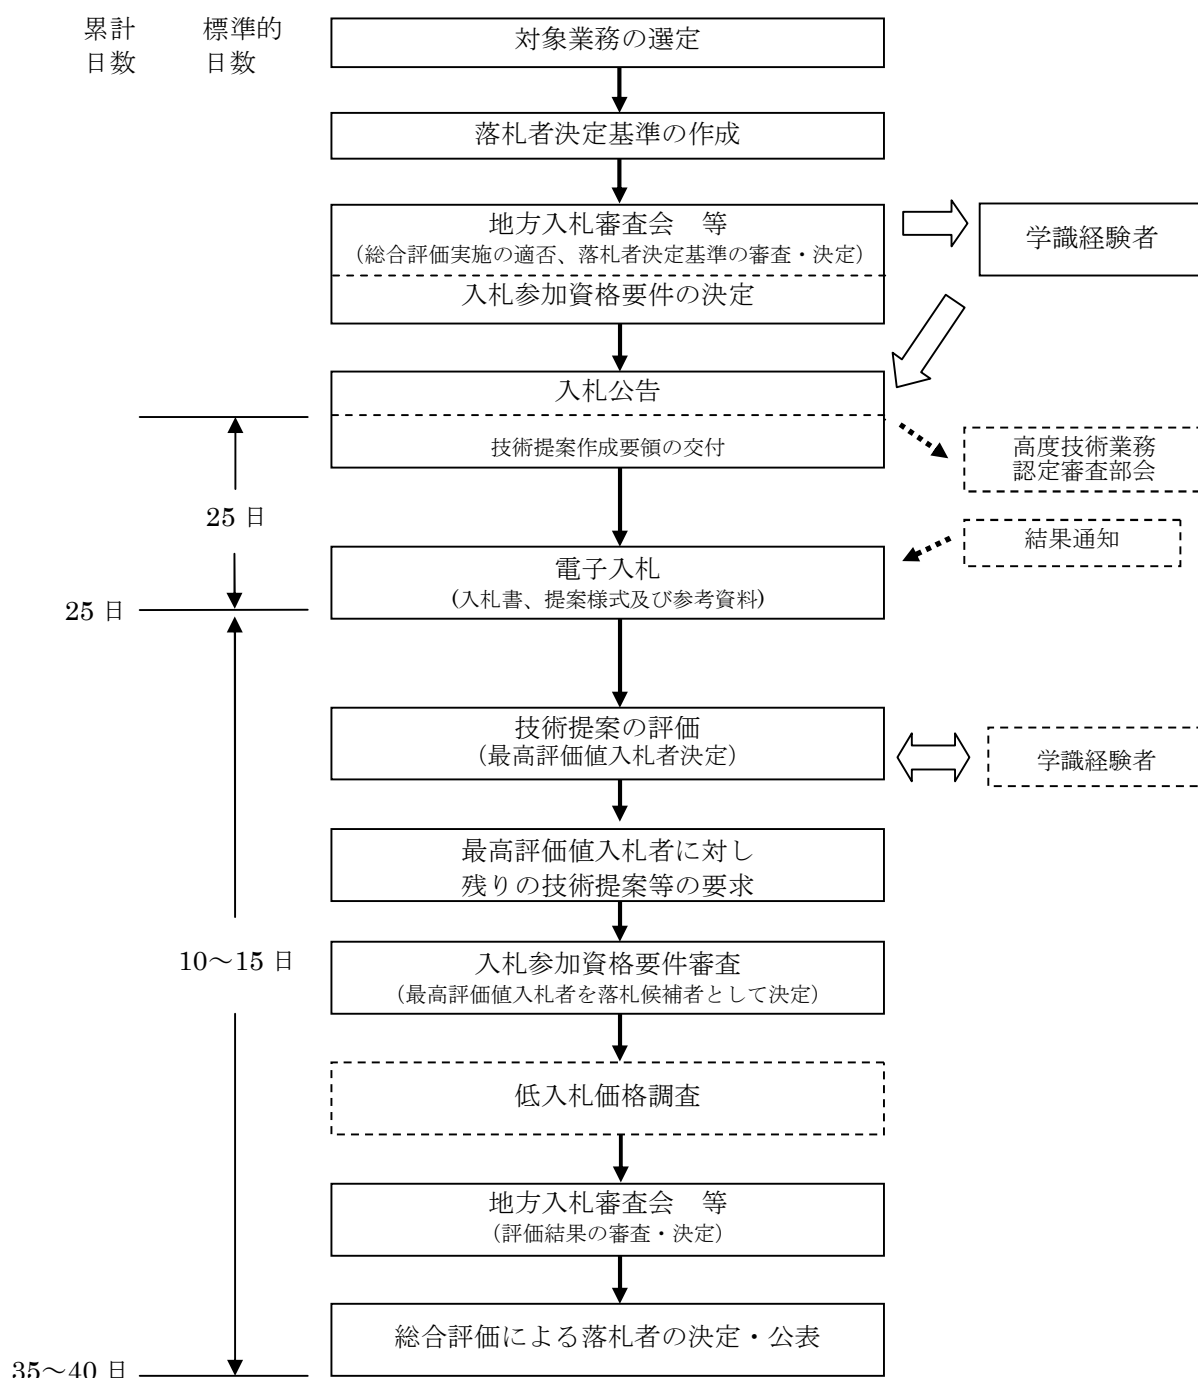 累計
日数
標準的
日数
対象業務の選定
落札者決定基準の作成
地方入札審査会　等
（総合評価実施の適否、落札者決定基準の審査・決定）
入札参加資格要件の決定
学識経験者
入札公告
技術提案作成要領の交付
高度技術業務
認定審査部会
25 日
結果通知
電子入札
(入札書、提案様式及び参考資料)
25 日
技術提案の評価
（最高評価値入札者決定）
学識経験者
最高評価値入札者に対し
残りの技術提案等の要求
10～15 日
入札参加資格要件審査
（最高評価値入札者を落札候補者として決定）
低入札価格調査
地方入札審査会　等
（評価結果の審査・決定）
総合評価による落札者の決定・公表
35～40 日